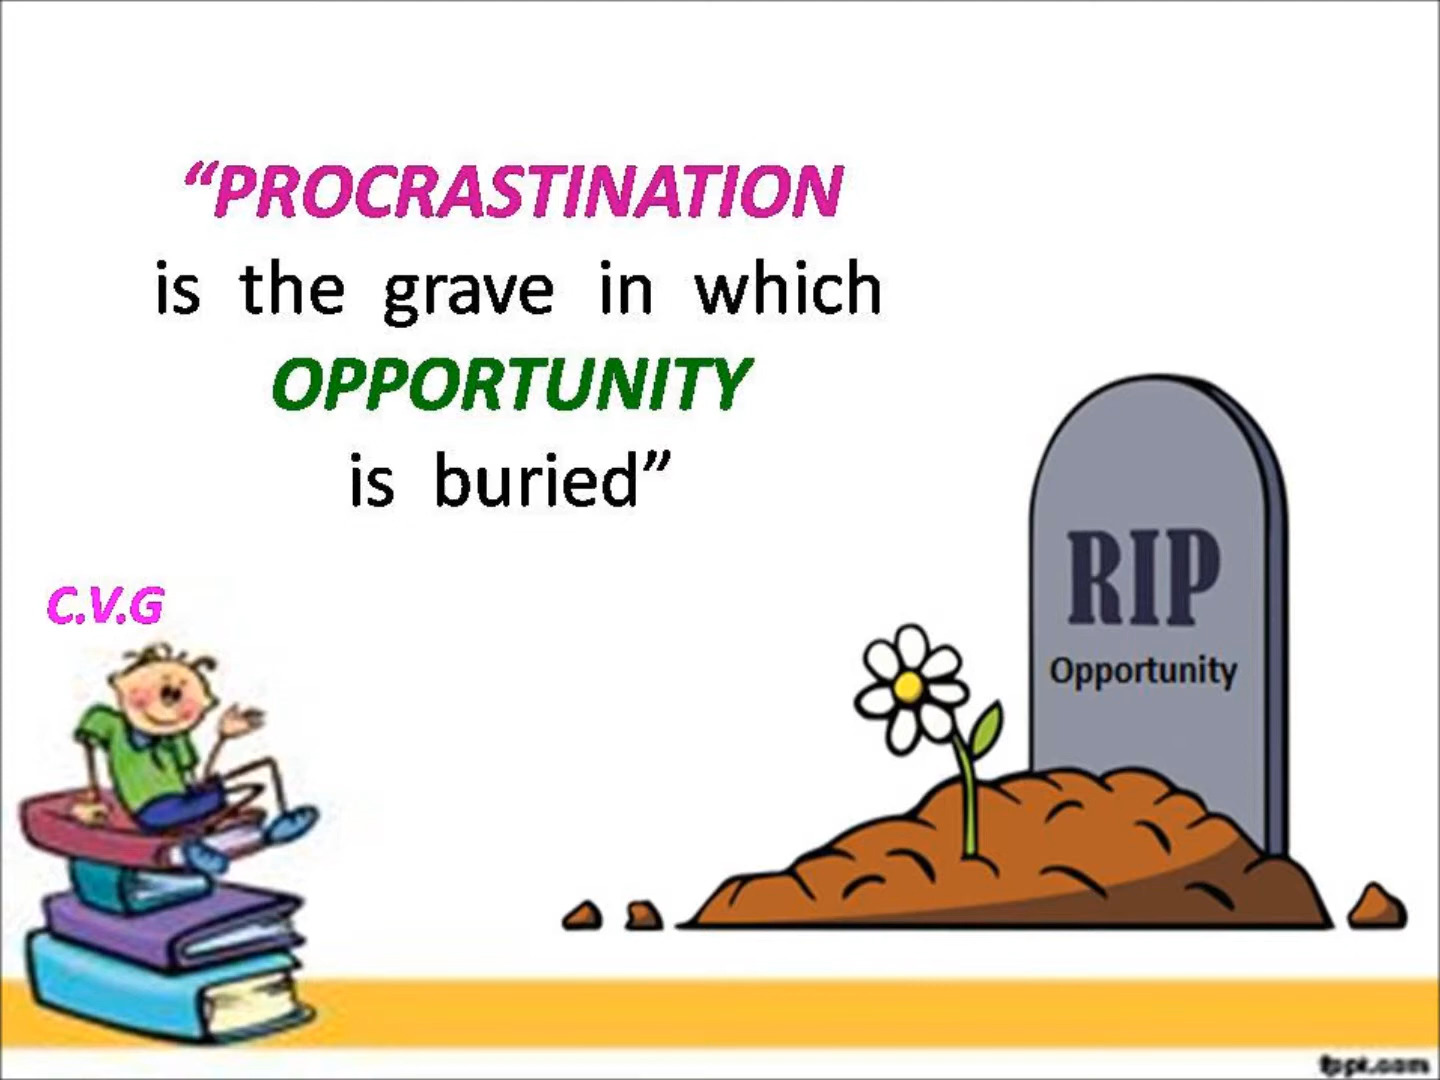 “PROCRASTINATION
is the grave in which
OPPORTUNITY
is buried”
C.V.G
RIP
Opportunity
fppt.com